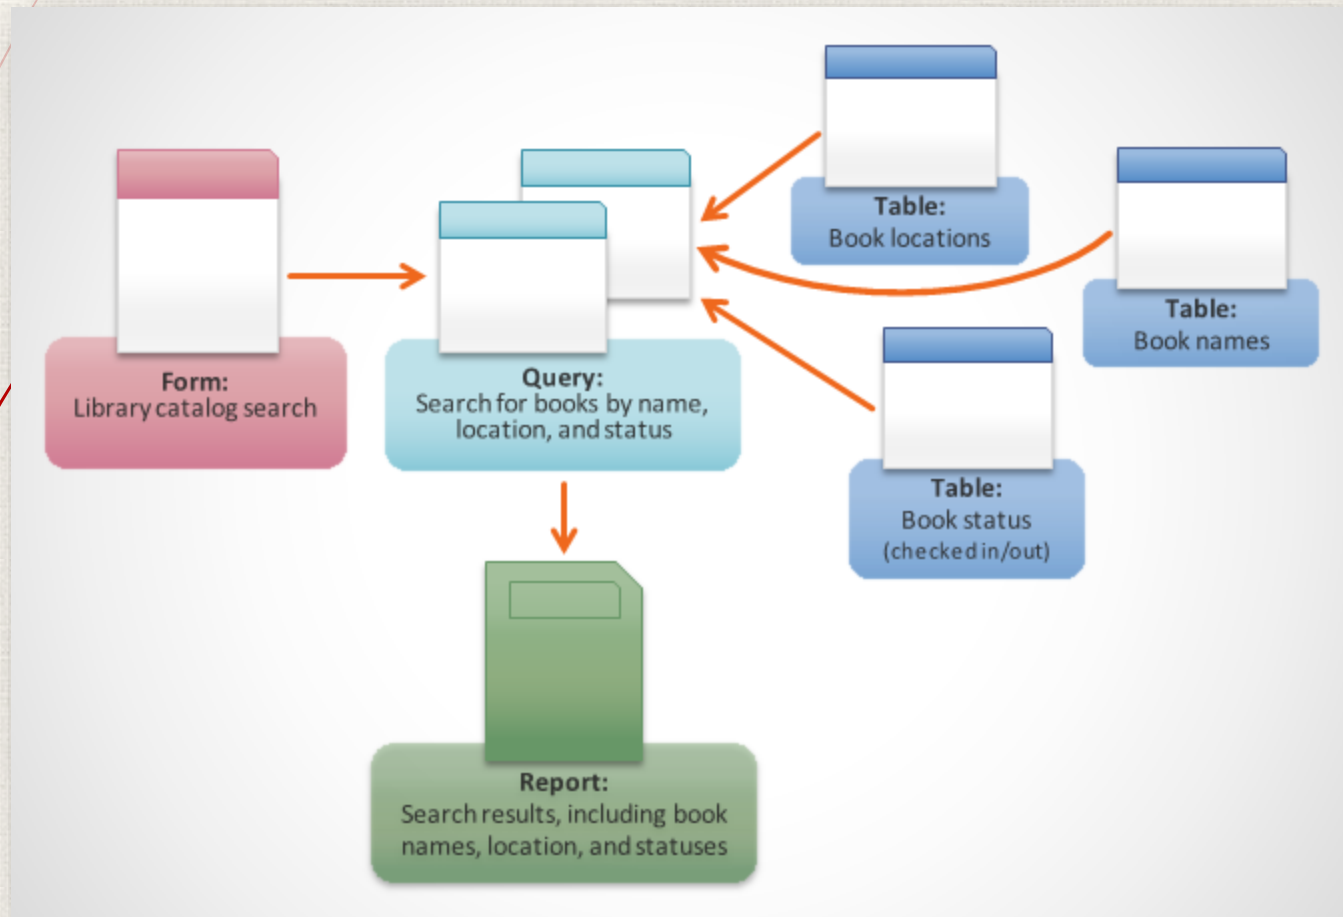 Table:
Book locations
Table:
Book names
Form:
Library catalog search
Query:
Search for books by name,
location, and status
Table:
Book status
(checked in/out)
Report:
Search results, including book
names, location, and statuses